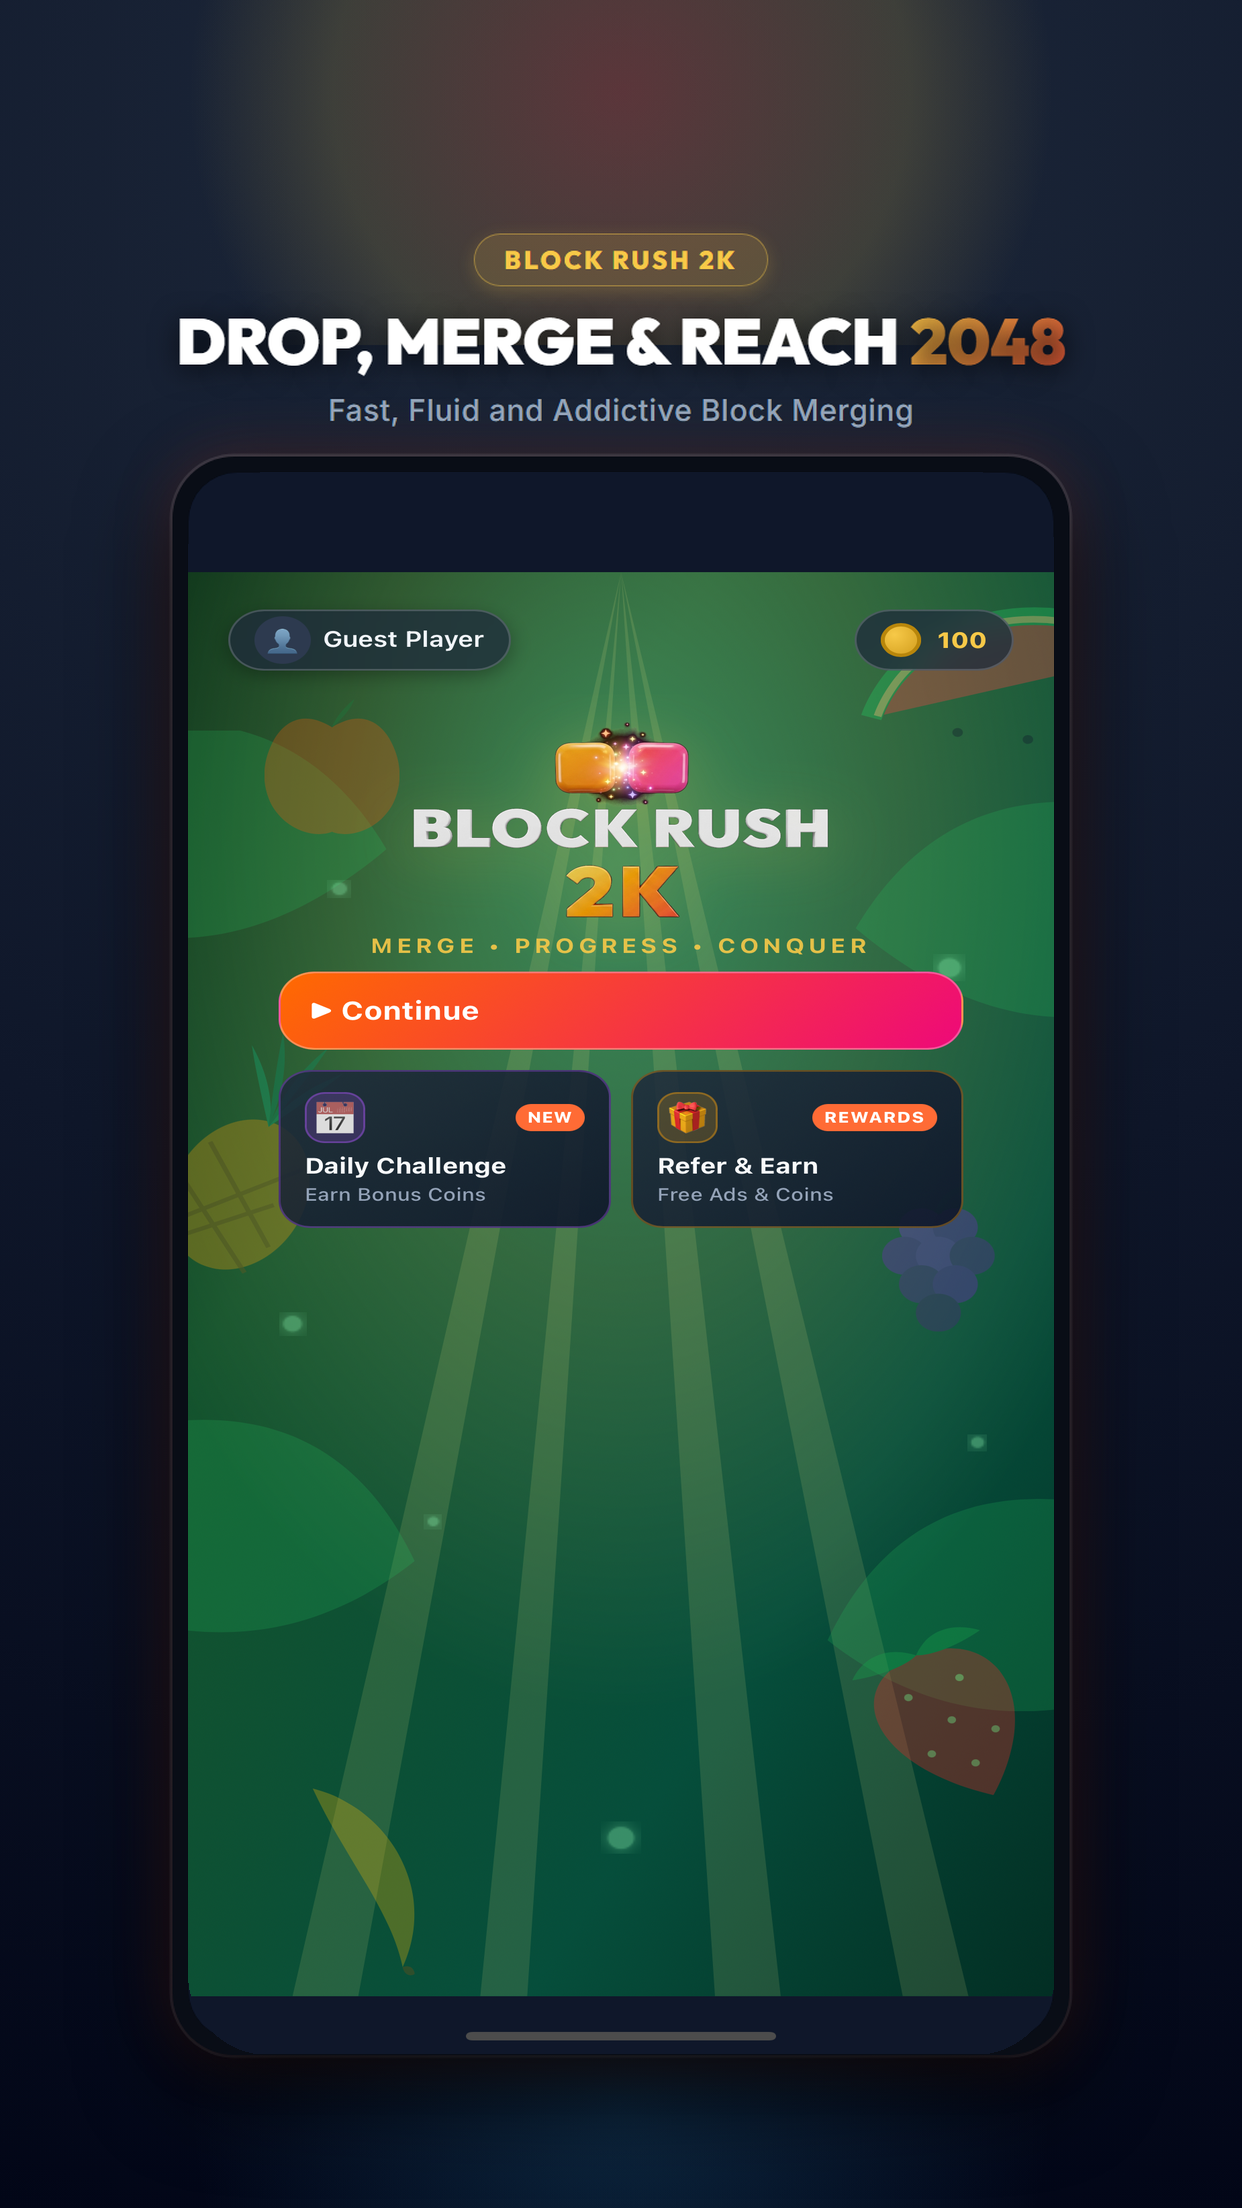 BLOCK RUSH 2K
DROP, MERGE & REACH 2048
Fast, Fluid and Addictive Block Merging
Guest Player
100
BLOCK RUSH
2K
MERGE • PROGRESS • CONQUER
Continue
JUL
17
NEW
Daily Challenge
Earn Bonus Coins
REWARDS
Refer & Earn
Free Ads & Coins